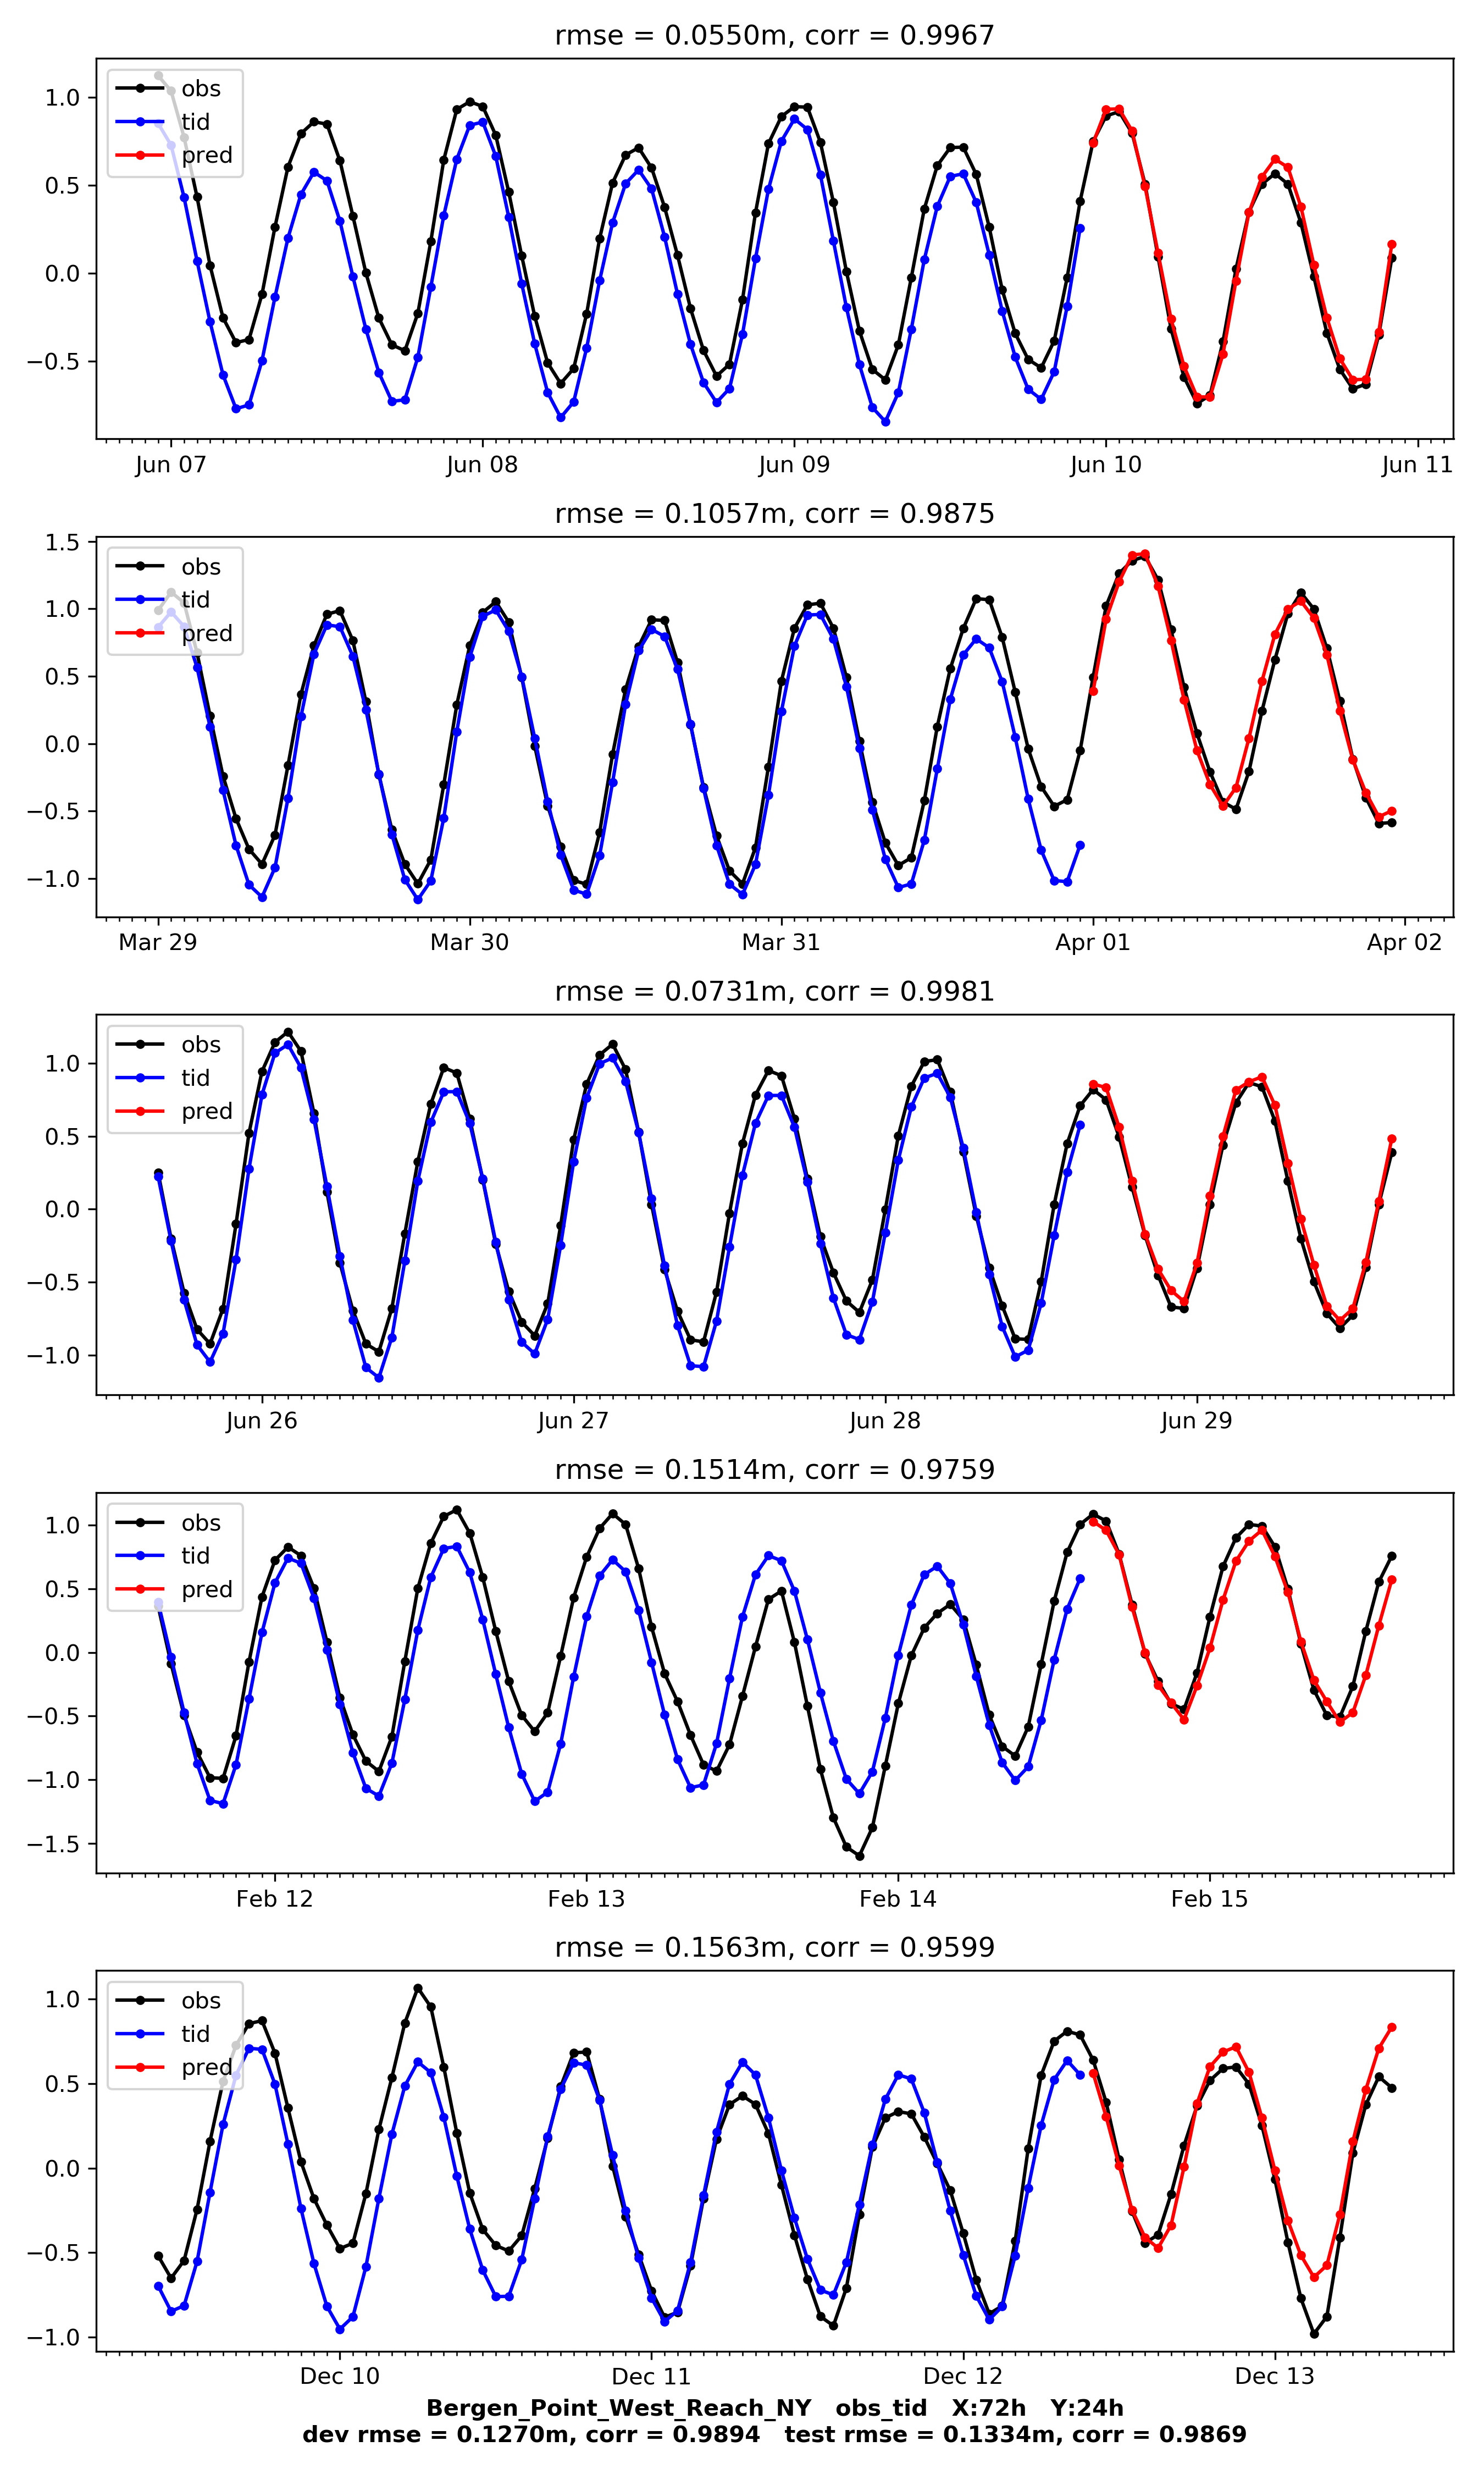 rmse = 0.0550m, corr = 0.9967
1.0
0.5
0.0
−0.5
obs
tid
pred
Jun 07 Jun 08 Jun 09 Jun 10 Jun 11
rmse = 0.1057m, corr = 0.9875
1.5
1.0
0.5
0.0
−0.5
−1.0
obs
tid
pred
Mar 29 Mar 30 Mar 31 Apr 01 Apr 02
rmse = 0.0731m, corr = 0.9981
1.0
0.5
0.0
−0.5
−1.0
obs
tid
pred
Jun 26 Jun 27 Jun 28 Jun 29
rmse = 0.1514m, corr = 0.9759
1.0
0.5
0.0
−0.5
−1.0
−1.5
obs
tid
pred
Feb 12 Feb 13 Feb 14 Feb 15
rmse = 0.1563m, corr = 0.9599
1.0
0.5
0.0
−0.5
−1.0
obs
tid
pred
Dec 10 Dec 11 Dec 12 Dec 13
Bergen_Point_West_Reach_NY obs_tid X:72h Y:24h
dev rmse = 0.1270m, corr = 0.9894 test rmse = 0.1334m, corr = 0.9869